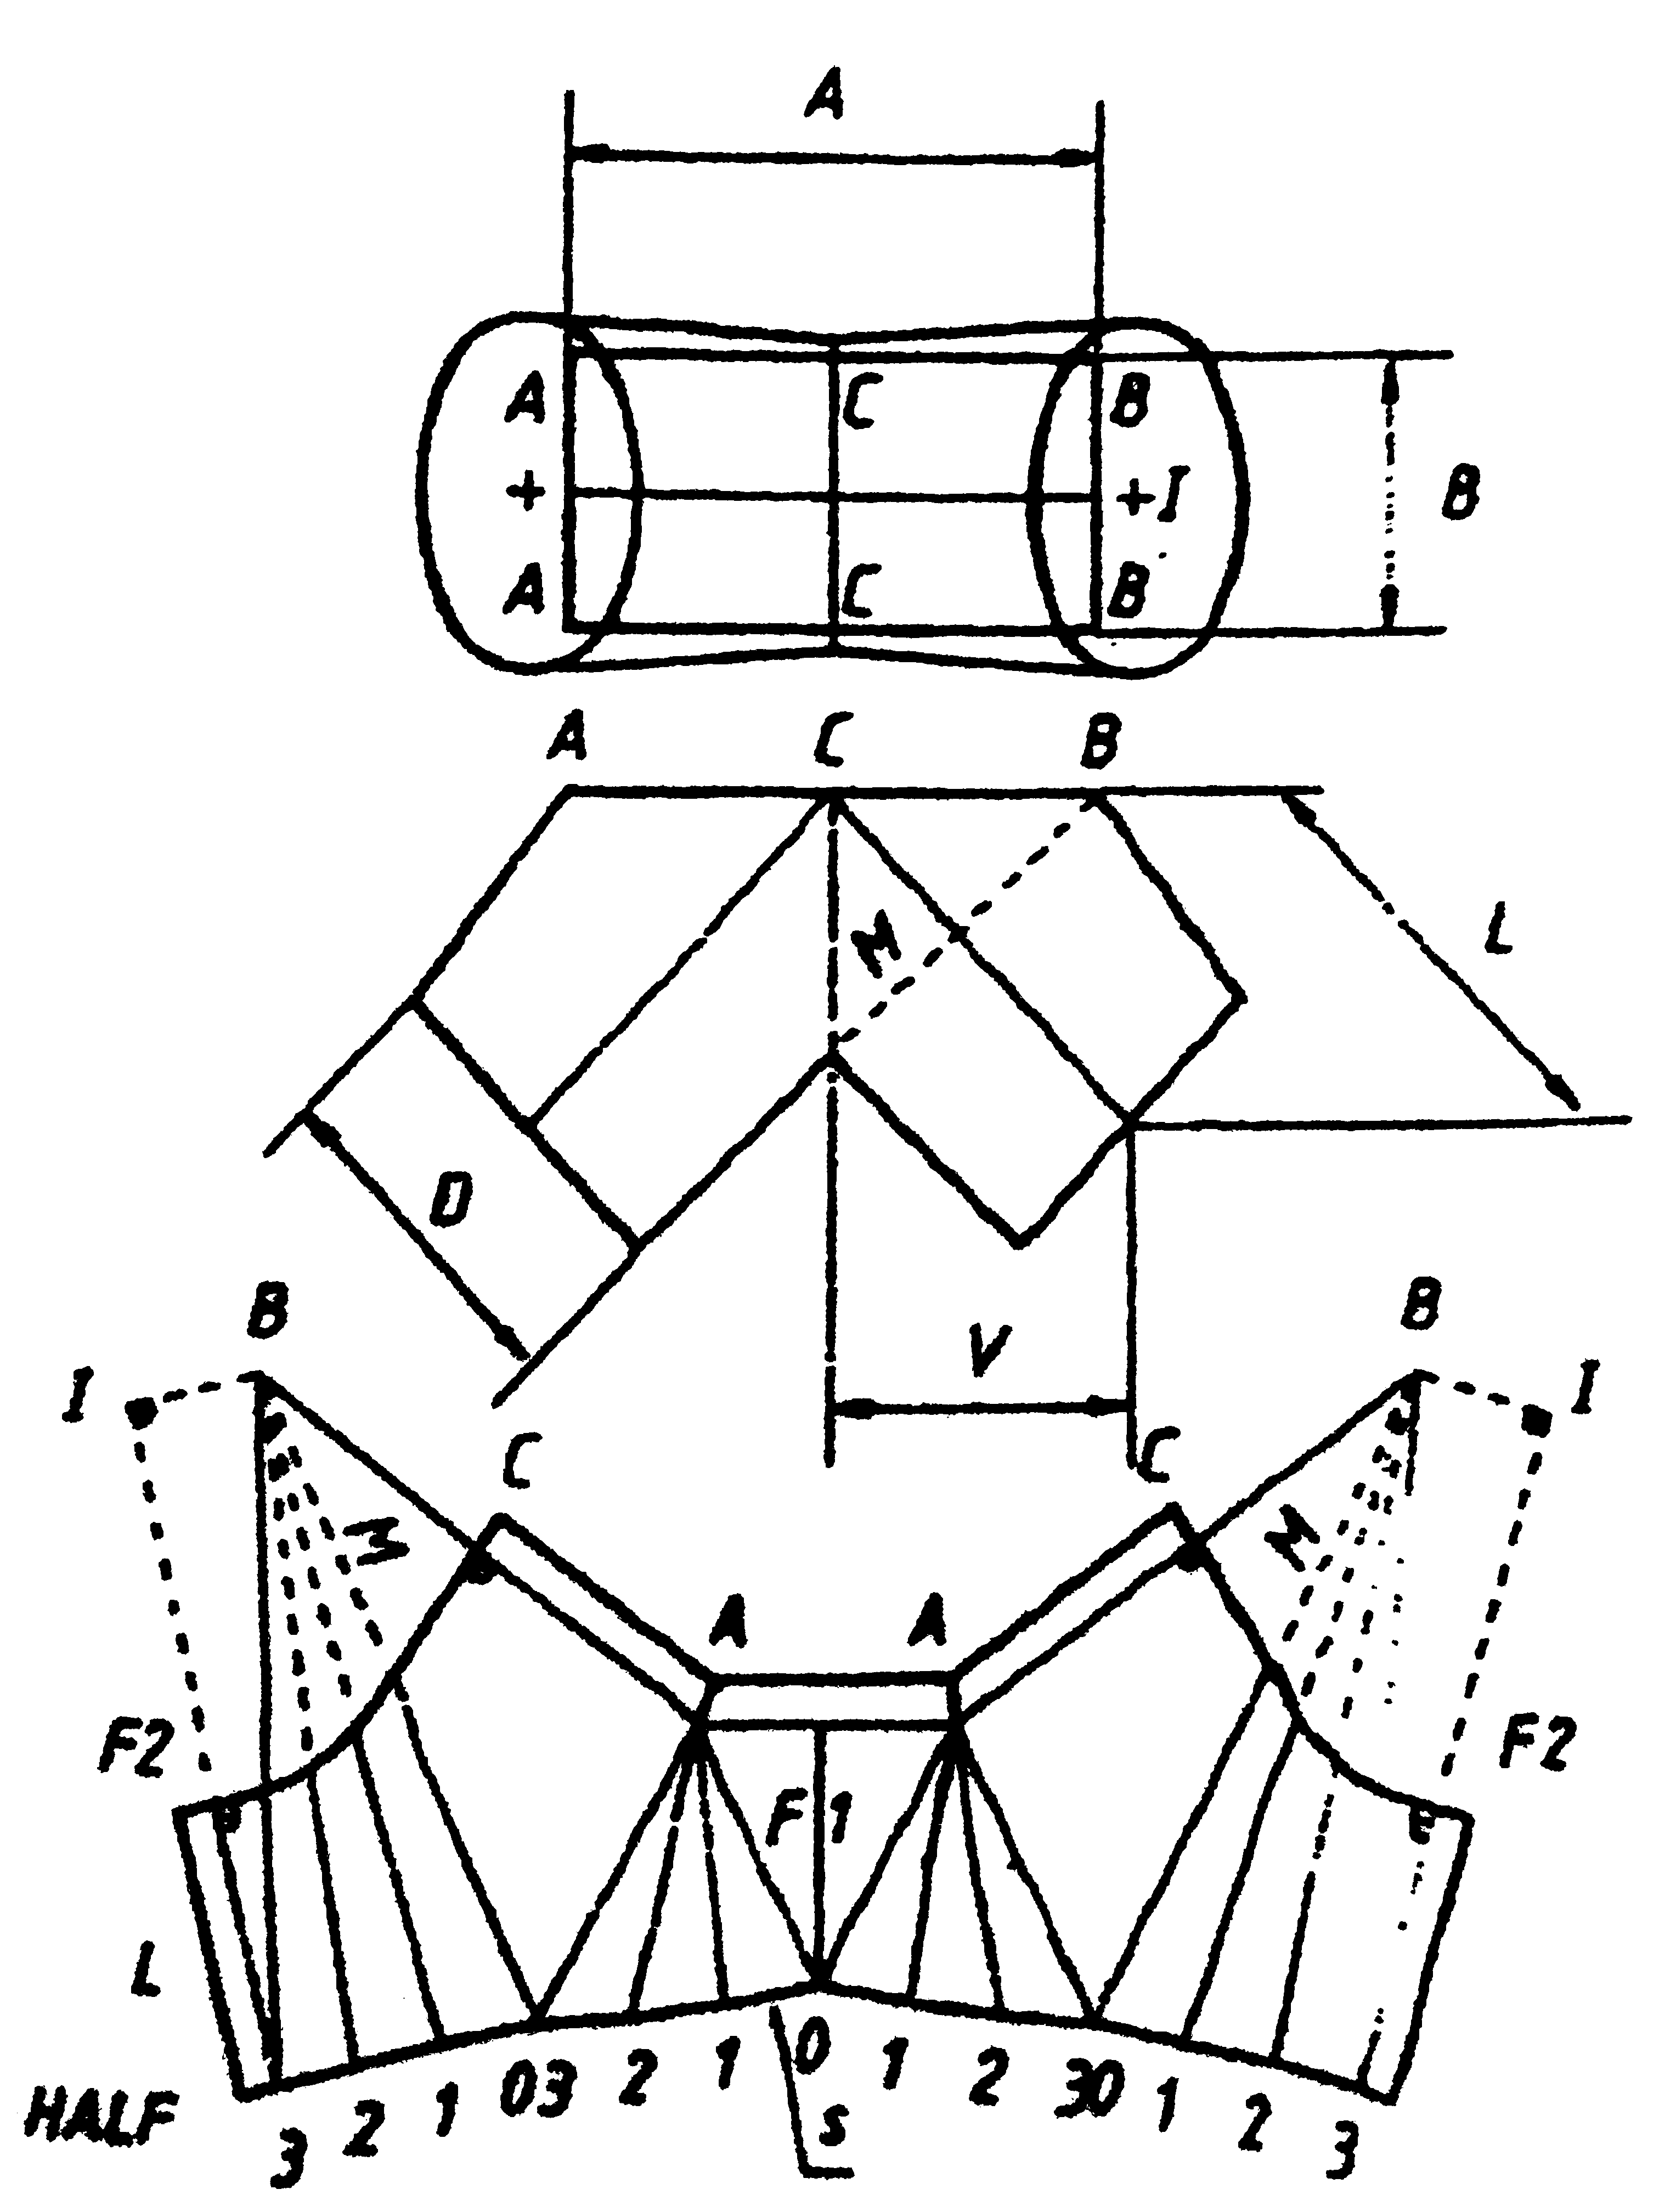 A
A C B
+ +I B
A C B
A C B
M L
D
B V B
I C C I
M M
A A
F2 F1 F2
L
HALF 3 2 1 03 2 1 0 1 2 30 1 2 3
s